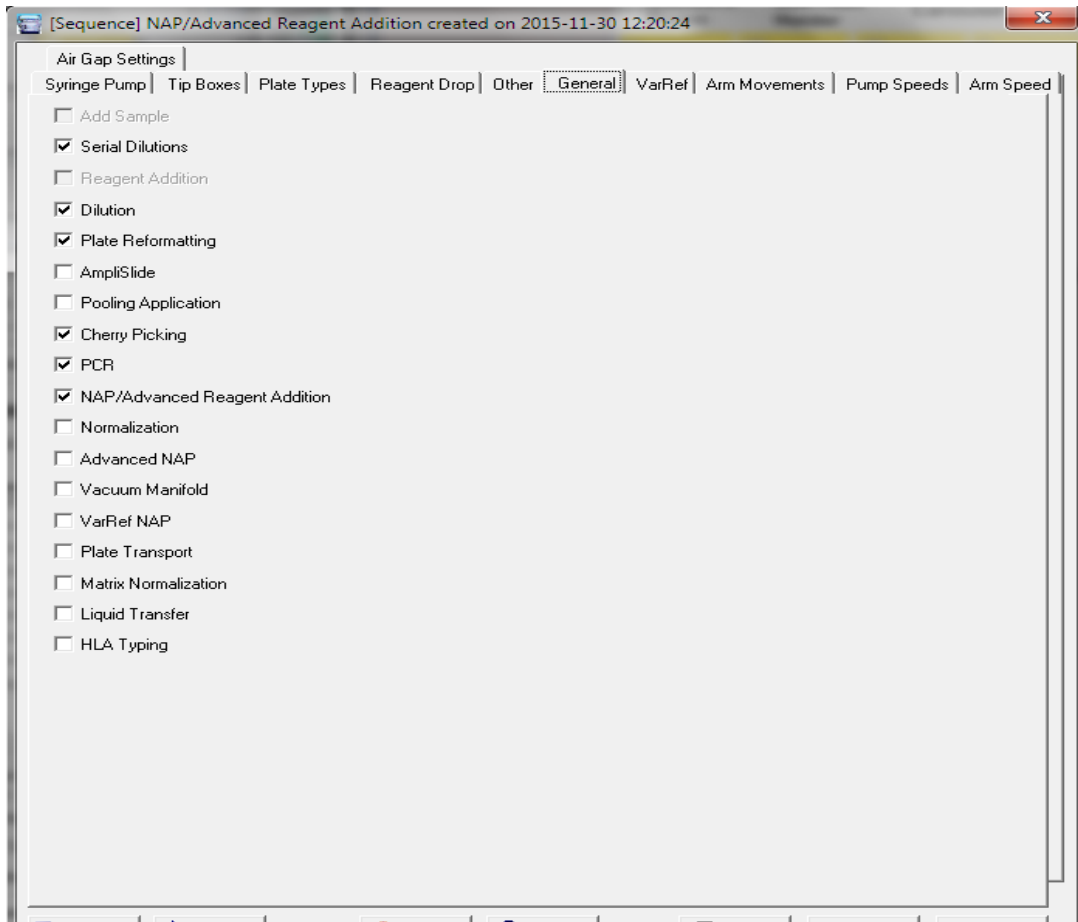 [Sequence] NAP/Advanced Reagent Addition created on 2015-11-30 12:20:24
Air Gap Settings
Syringe Pump Tip Boxes Plate Types Reagent Drop Other General VarRef Arm Movements Pump Speeds Arm Speed
Add Sample
Serial Dilutions
Reagent Addition
Dilution
Plate Reformatting
AmpliSlide
Pooling Application
Cherry Picking
PCR
NAP/Advanced Reagent Addition
Normalization
Advanced NAP
Vacuum Manifold
VarRef NAP
Plate Transport
Matrix Normalization
Liquid Transfer
HLA Typing